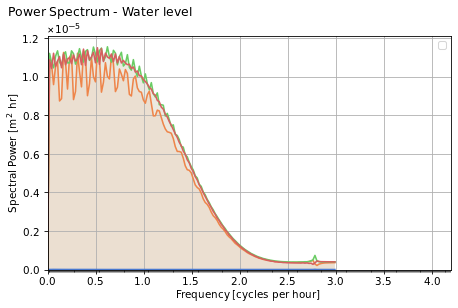 Power Spectrum - Water level
×10⁻⁵
1.2
1.0
0.8
0.6
0.4
0.2
0.0
Spectral Power [m² hr]
0.0 0.5 1.0 1.5 2.0 2.5 3.0 3.5 4.0
Frequency [cycles per hour]